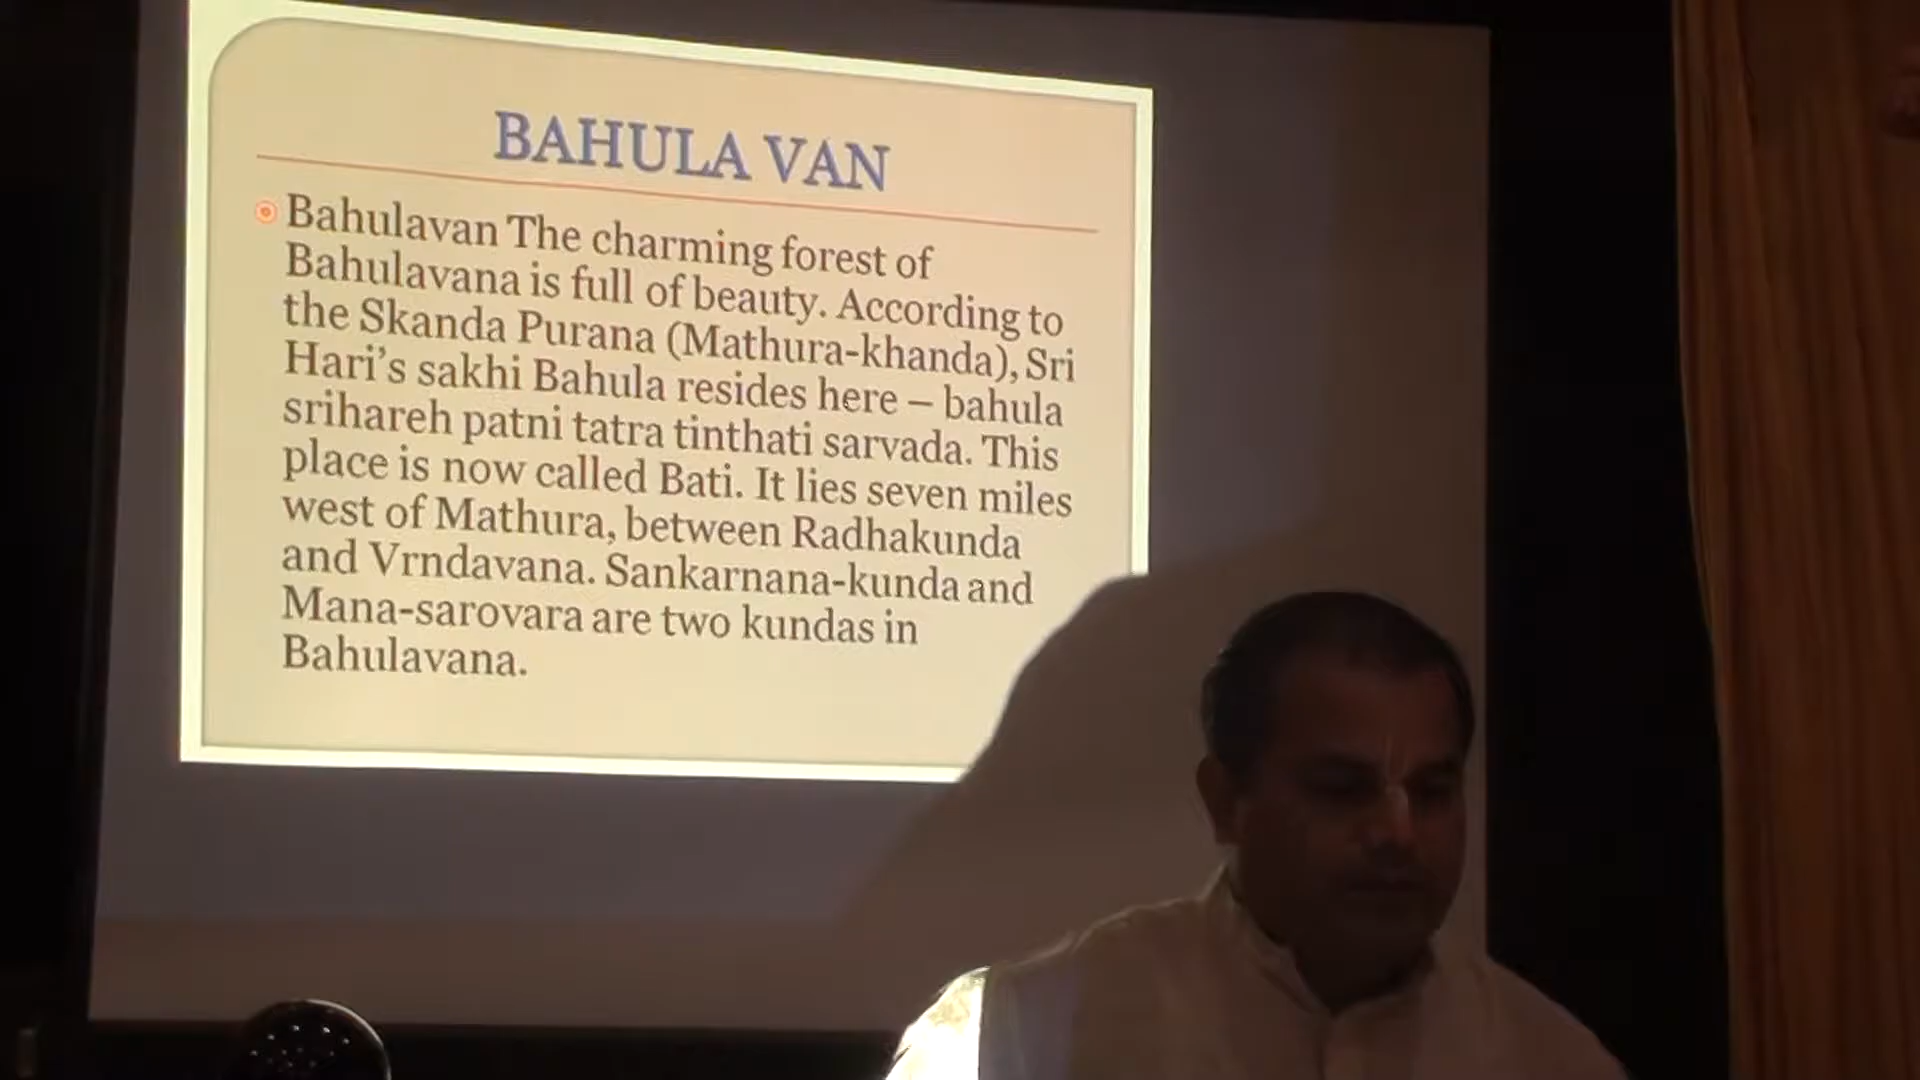 BAHULA VAN
Bahulavan The charming forest of
Bahulavana is full of beauty. According to
the Skanda Purana (Mathura-khanda), Sri
Hari's sakhi Bahula resides here – bahula
srihareh patni tatra tinthati sarvada. This
place is now called Bati. It lies seven miles
west of Mathura, between Radhakunda
and Vrndavana. Sankarnana-kunda and
Mana-sarovara are two kundas in
Bahulavana.